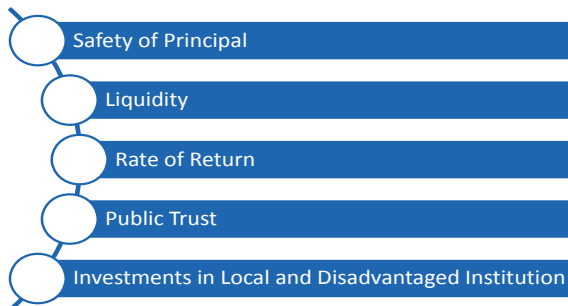 Safety of Principal
Liquidity
Rate of Return
Public Trust
Investments in Local and Disadvantaged Institution